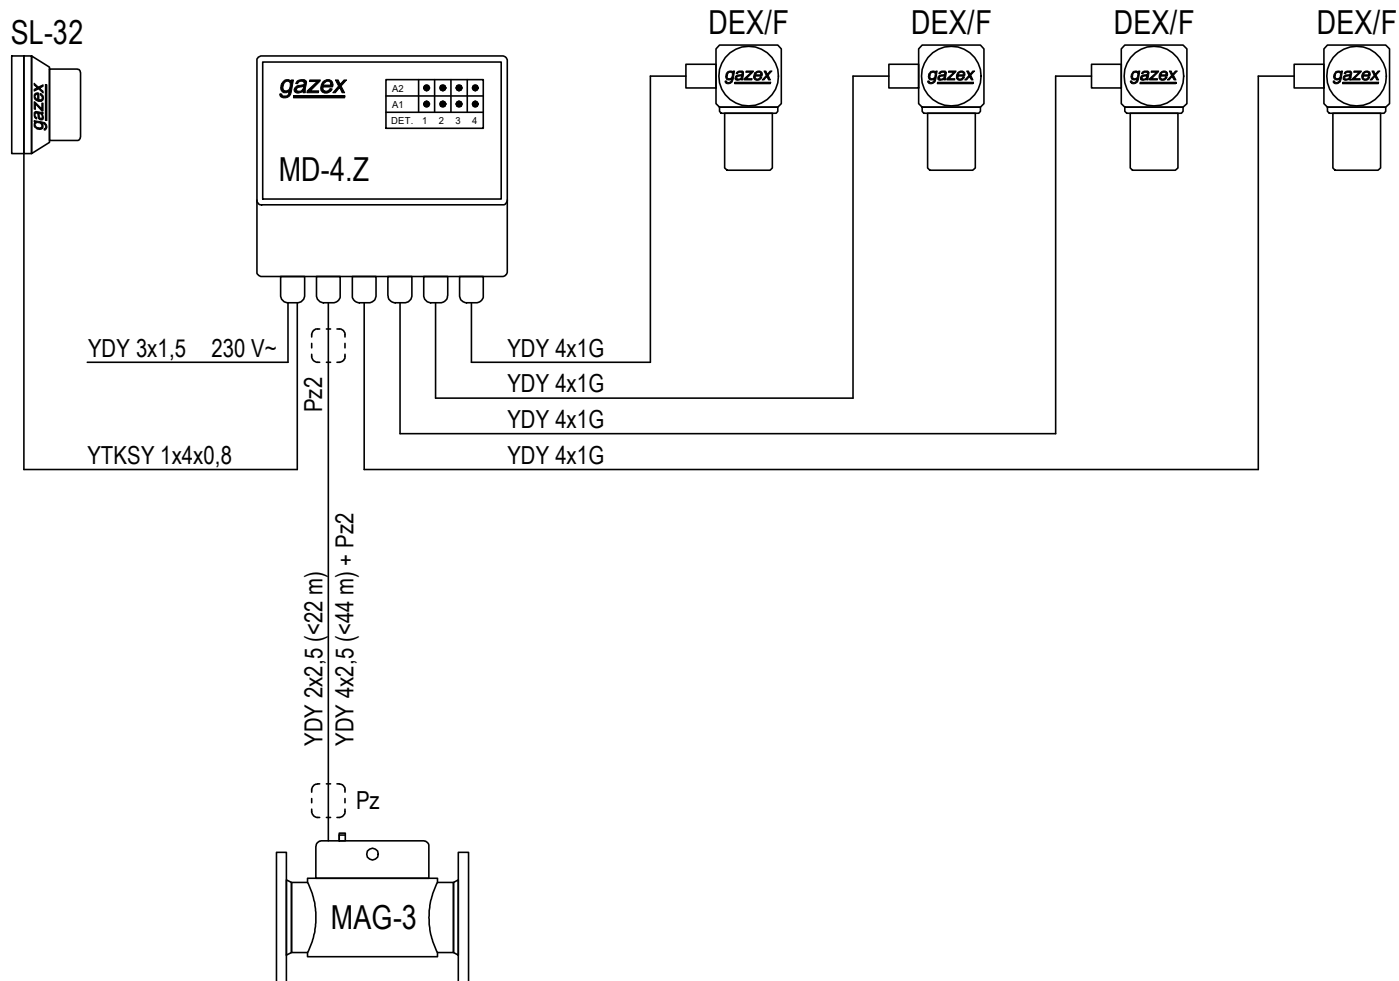 SL-32
DEX/F
DEX/F
DEX/F
DEX/F
gazex
gazex
A2
A1
DET. 1 2 3 4
MD-4.Z
gazex
gazex
gazex
gazex
YDY 3x1,5 230 V~
Pz2
YDY 4x1G
YDY 4x1G
YDY 4x1G
YDY 4x1G
YTKSY 1x4x0,8
YDY 2x2,5 (<22 m)
YDY 4x2,5 (<44 m) + Pz2
Pz
MAG-3